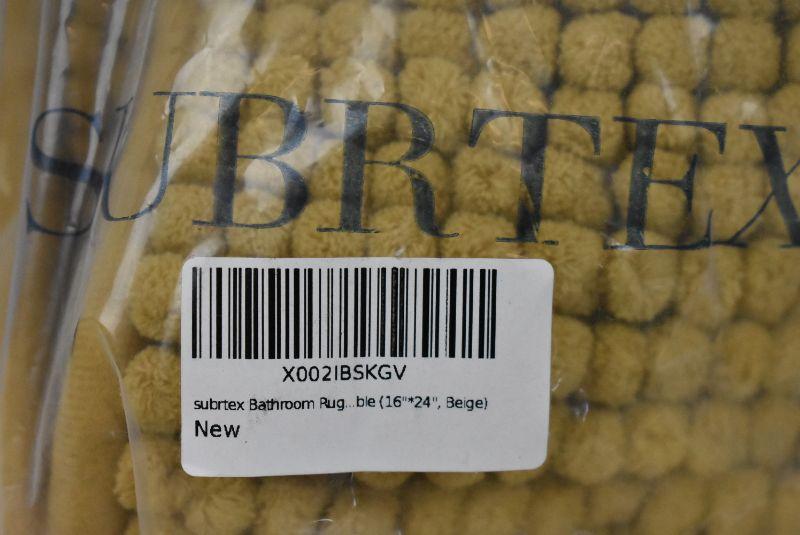 SUBRTEX
X002IBSKGV
subrtex Bathroom Rug...ble (16"*24", Beige)
New